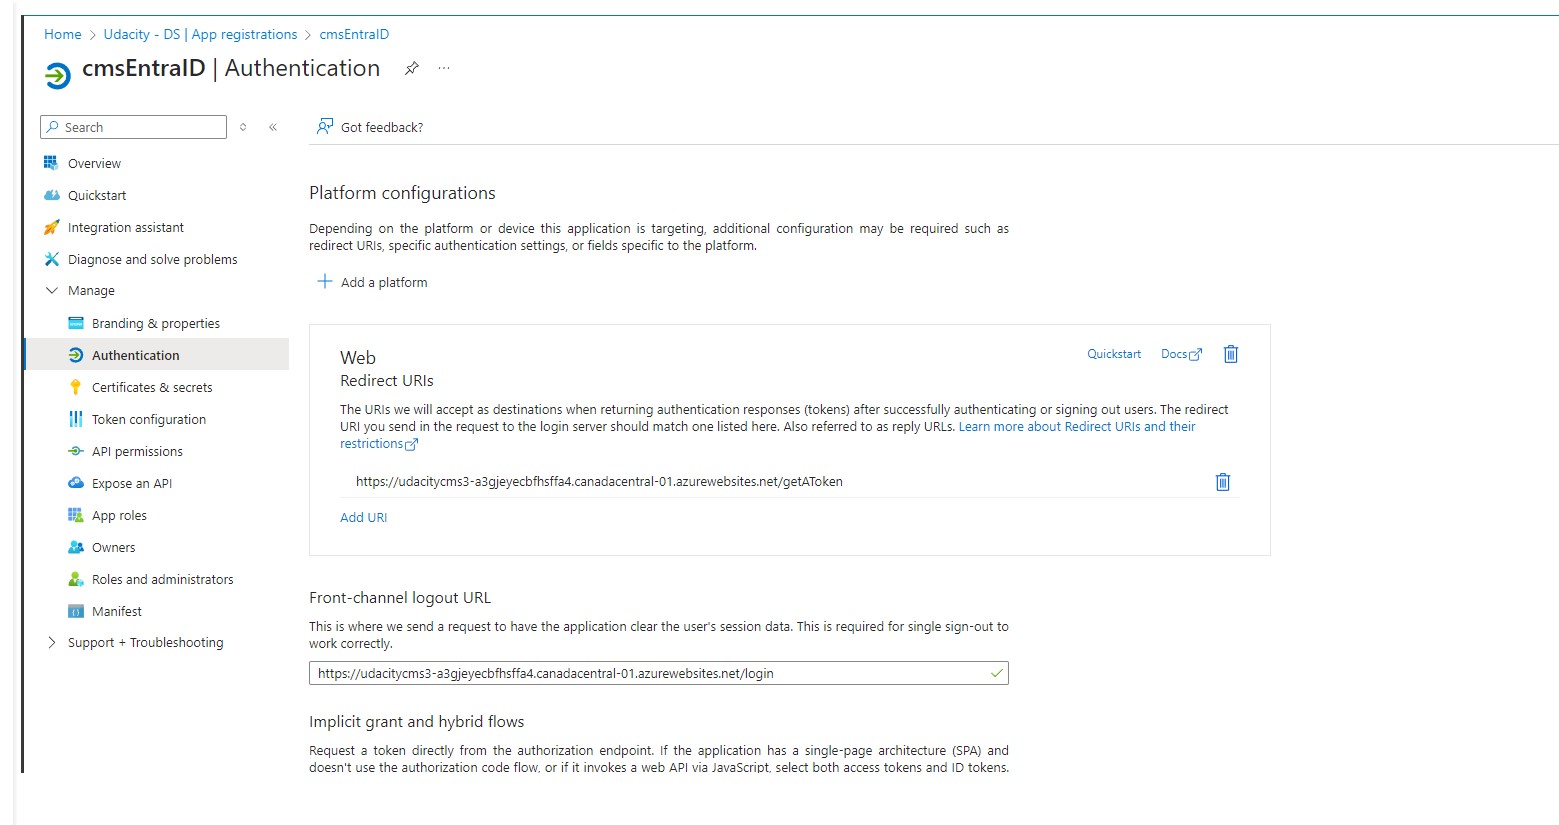 Home > Udacity - DS | App registrations > cmsEntraID
cmsEntraID | Authentication
Search
Got feedback?
Overview
Quickstart
Integration assistant
Diagnose and solve problems
Manage
Branding & properties
Authentication
Certificates & secrets
Token configuration
API permissions
Expose an API
App roles
Owners
Roles and administrators
Manifest
Support + Troubleshooting
Platform configurations
Depending on the platform or device this application is targeting, additional configuration may be required such as
redirect URIs, specific authentication settings, or fields specific to the platform.
Add a platform
Web
Quickstart Docs
Redirect URIs
The URIs we will accept as destinations when returning authentication responses (tokens) after successfully authenticating or signing out users. The redirect
URI you send in the request to the login server should match one listed here. Also referred to as reply URLs. Learn more about Redirect URIs and their
restrictions
https://udacitycms3-a3gjeyecbfhsffa4.canadacentral-01.azurewebsites.net/getAToken
Add URI
Front-channel logout URL
This is where we send a request to have the application clear the user's session data. This is required for single sign-out to
work correctly.
https://udacitycms3-a3gjeyecbfhsffa4.canadacentral-01.azurewebsites.net/login
Implicit grant and hybrid flows
Request a token directly from the authorization endpoint. If the application has a single-page architecture (SPA) and
doesn't use the authorization code flow, or if it invokes a web API via JavaScript, select both access tokens and ID tokens.